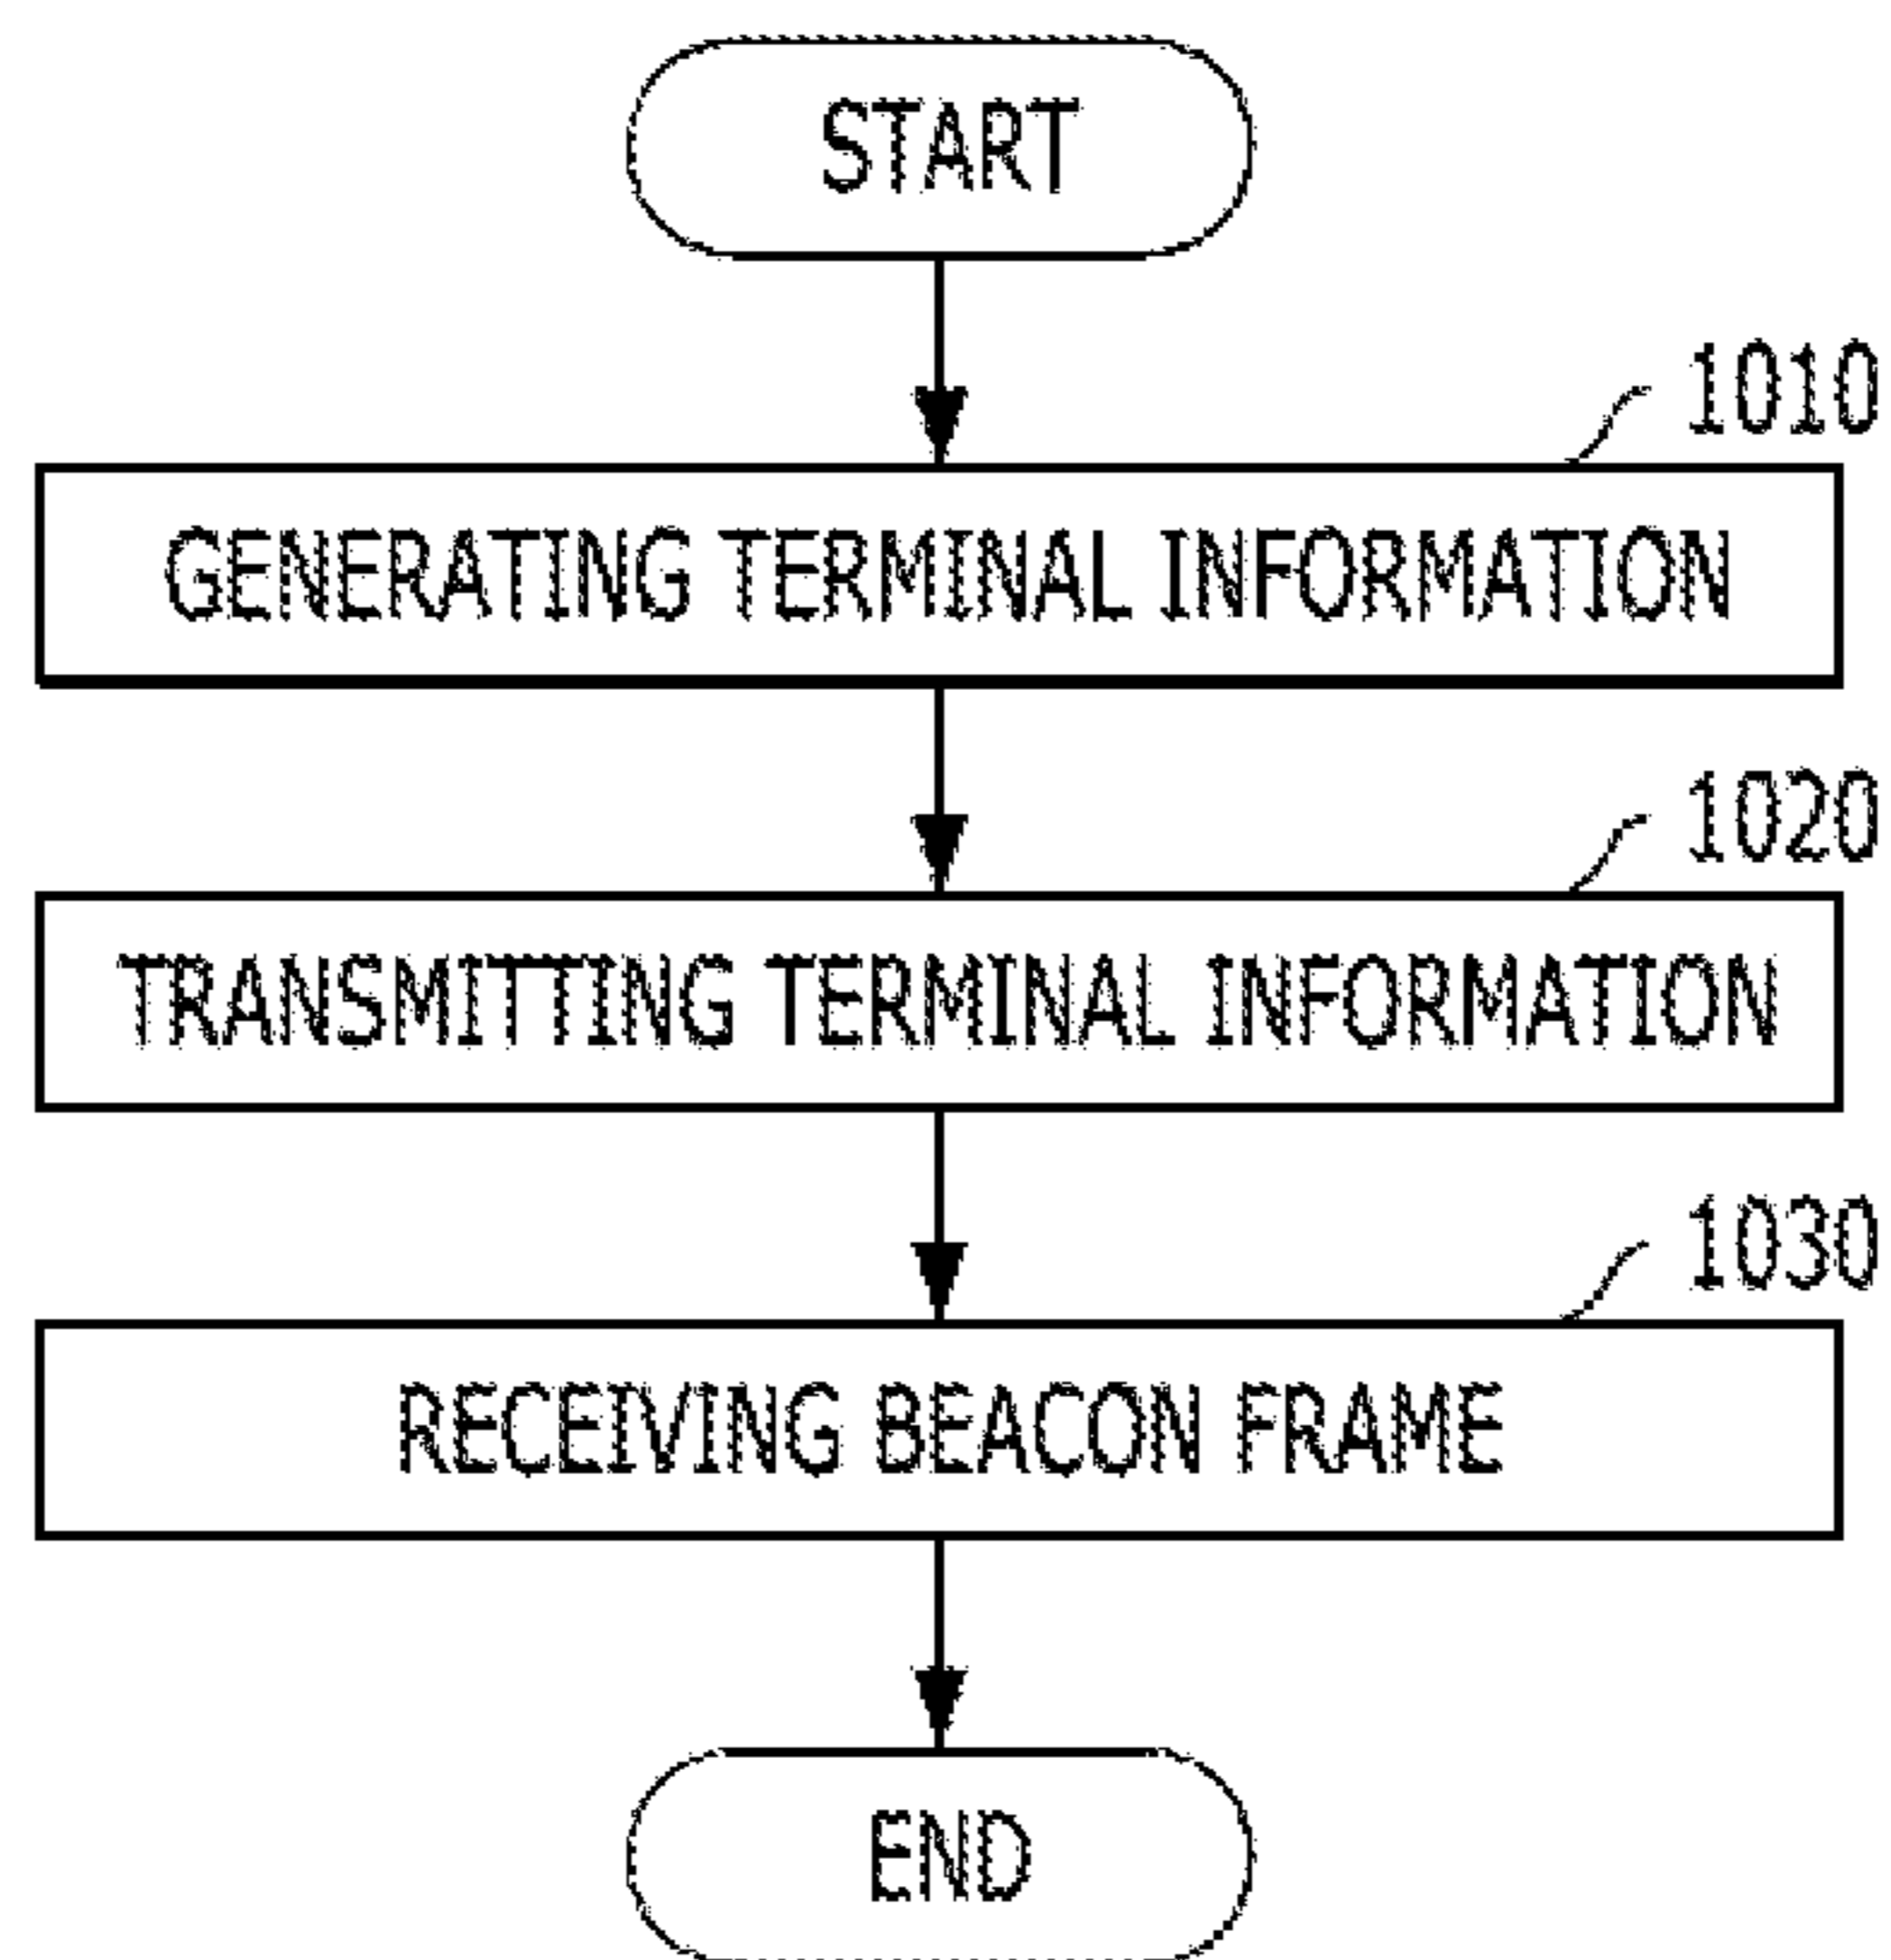 START
1010
GENERATING TERMINAL INFORMATION
1020
TRANSMITTING TERMINAL INFORMATION
1030
RECEIVING BEACON FRAME
END